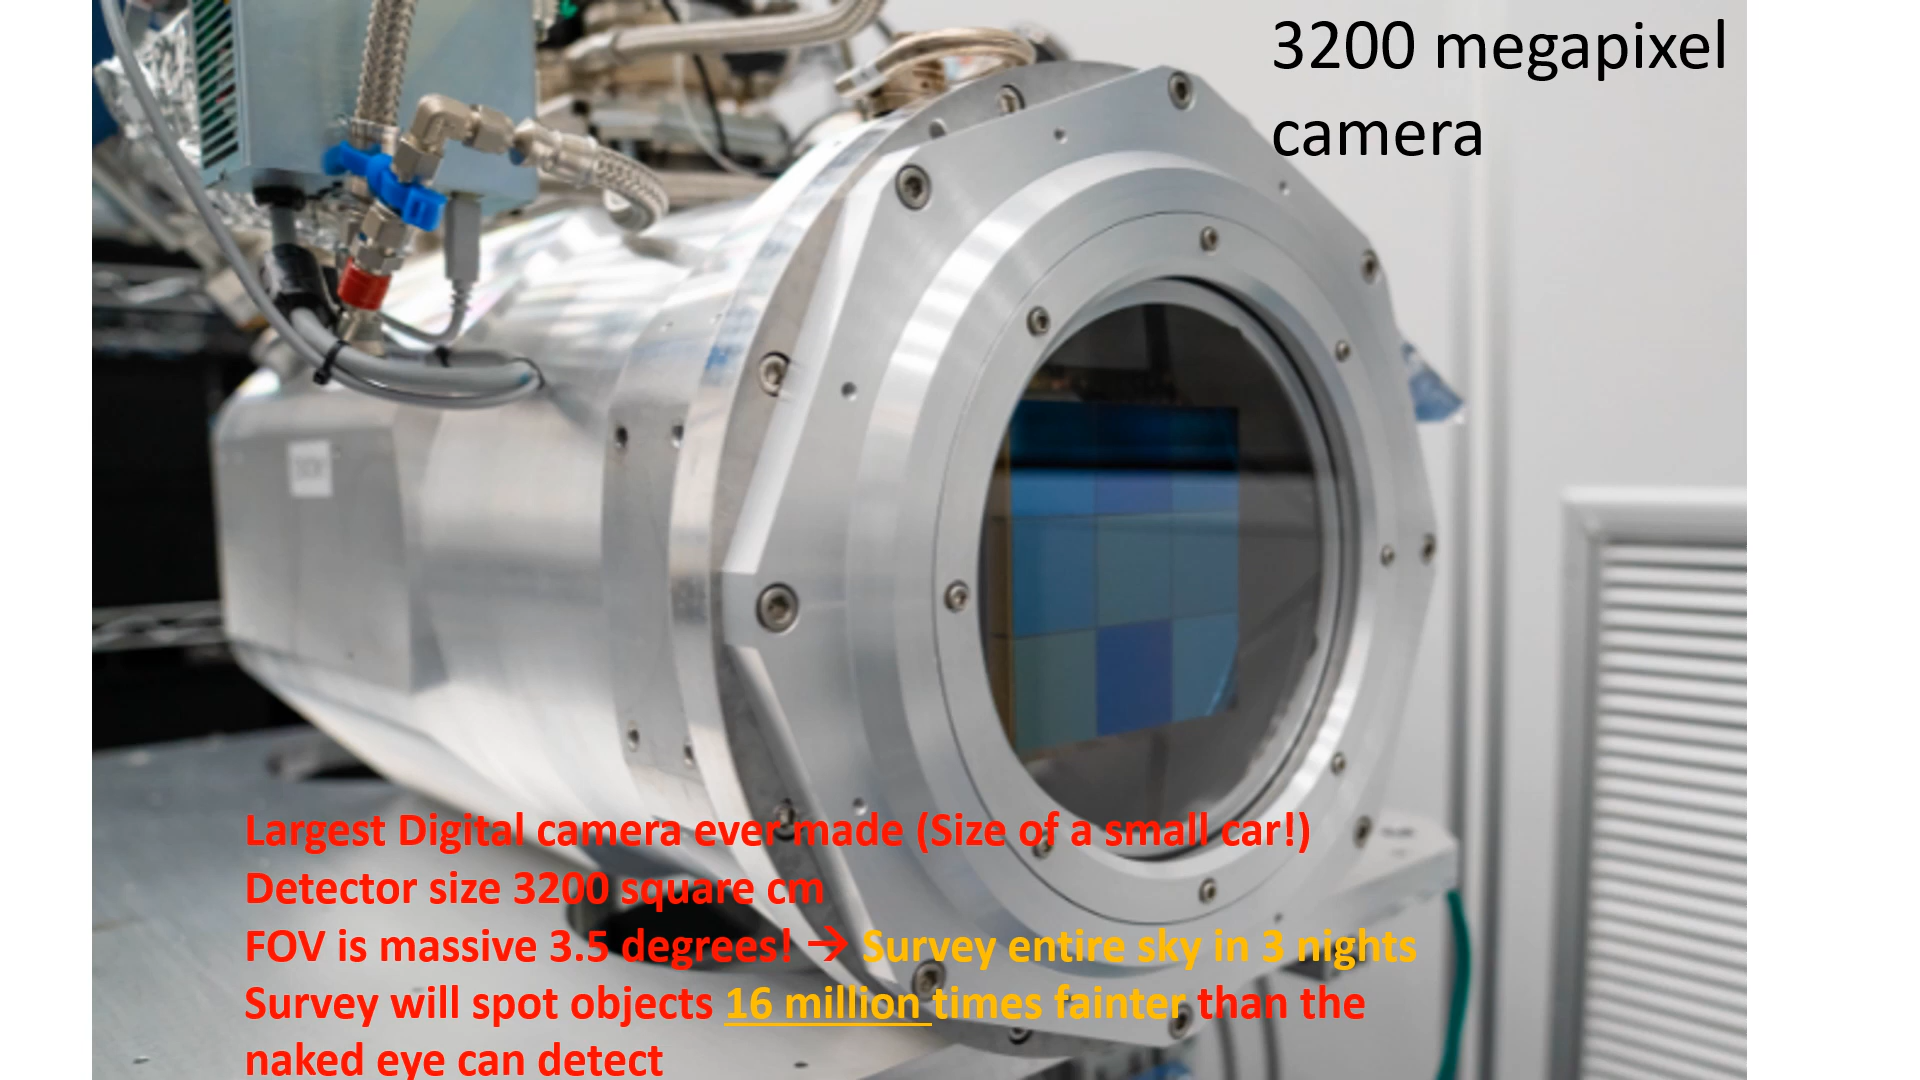 3200 megapixel
camera
Largest Digital camera ever made (Size of a small car!)
Detector size 3200 square cm
FOV is massive 3.5 degrees! → Survey entire sky in 3 nights
Survey will spot objects 16 million times fainter than the
naked eye can detect